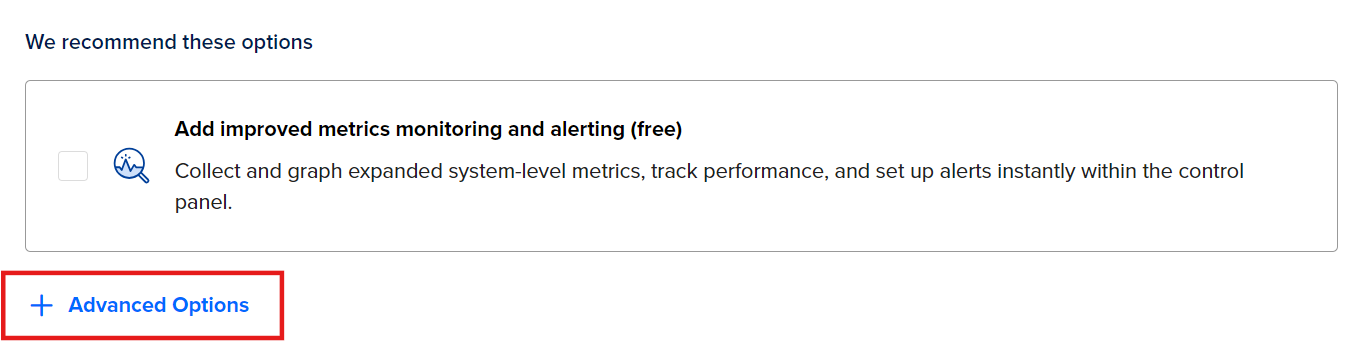 We recommend these options
Add improved metrics monitoring and alerting (free)
Collect and graph expanded system-level metrics, track performance, and set up alerts instantly within the control
panel.
Advanced Options